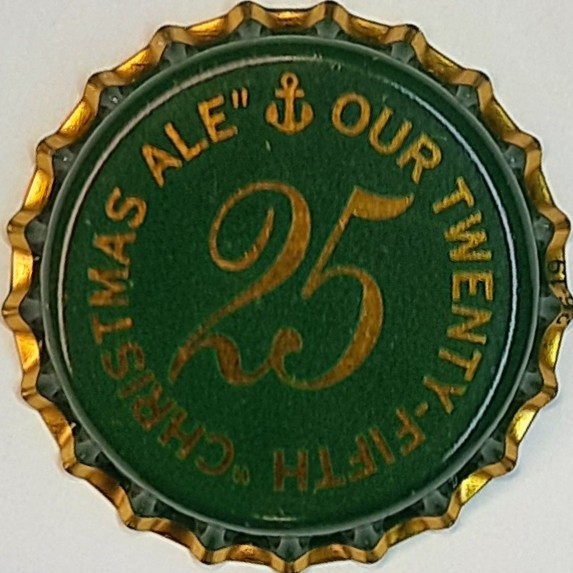 OUR TWENTY-FIFTH "CHRISTMAS ALE"
25